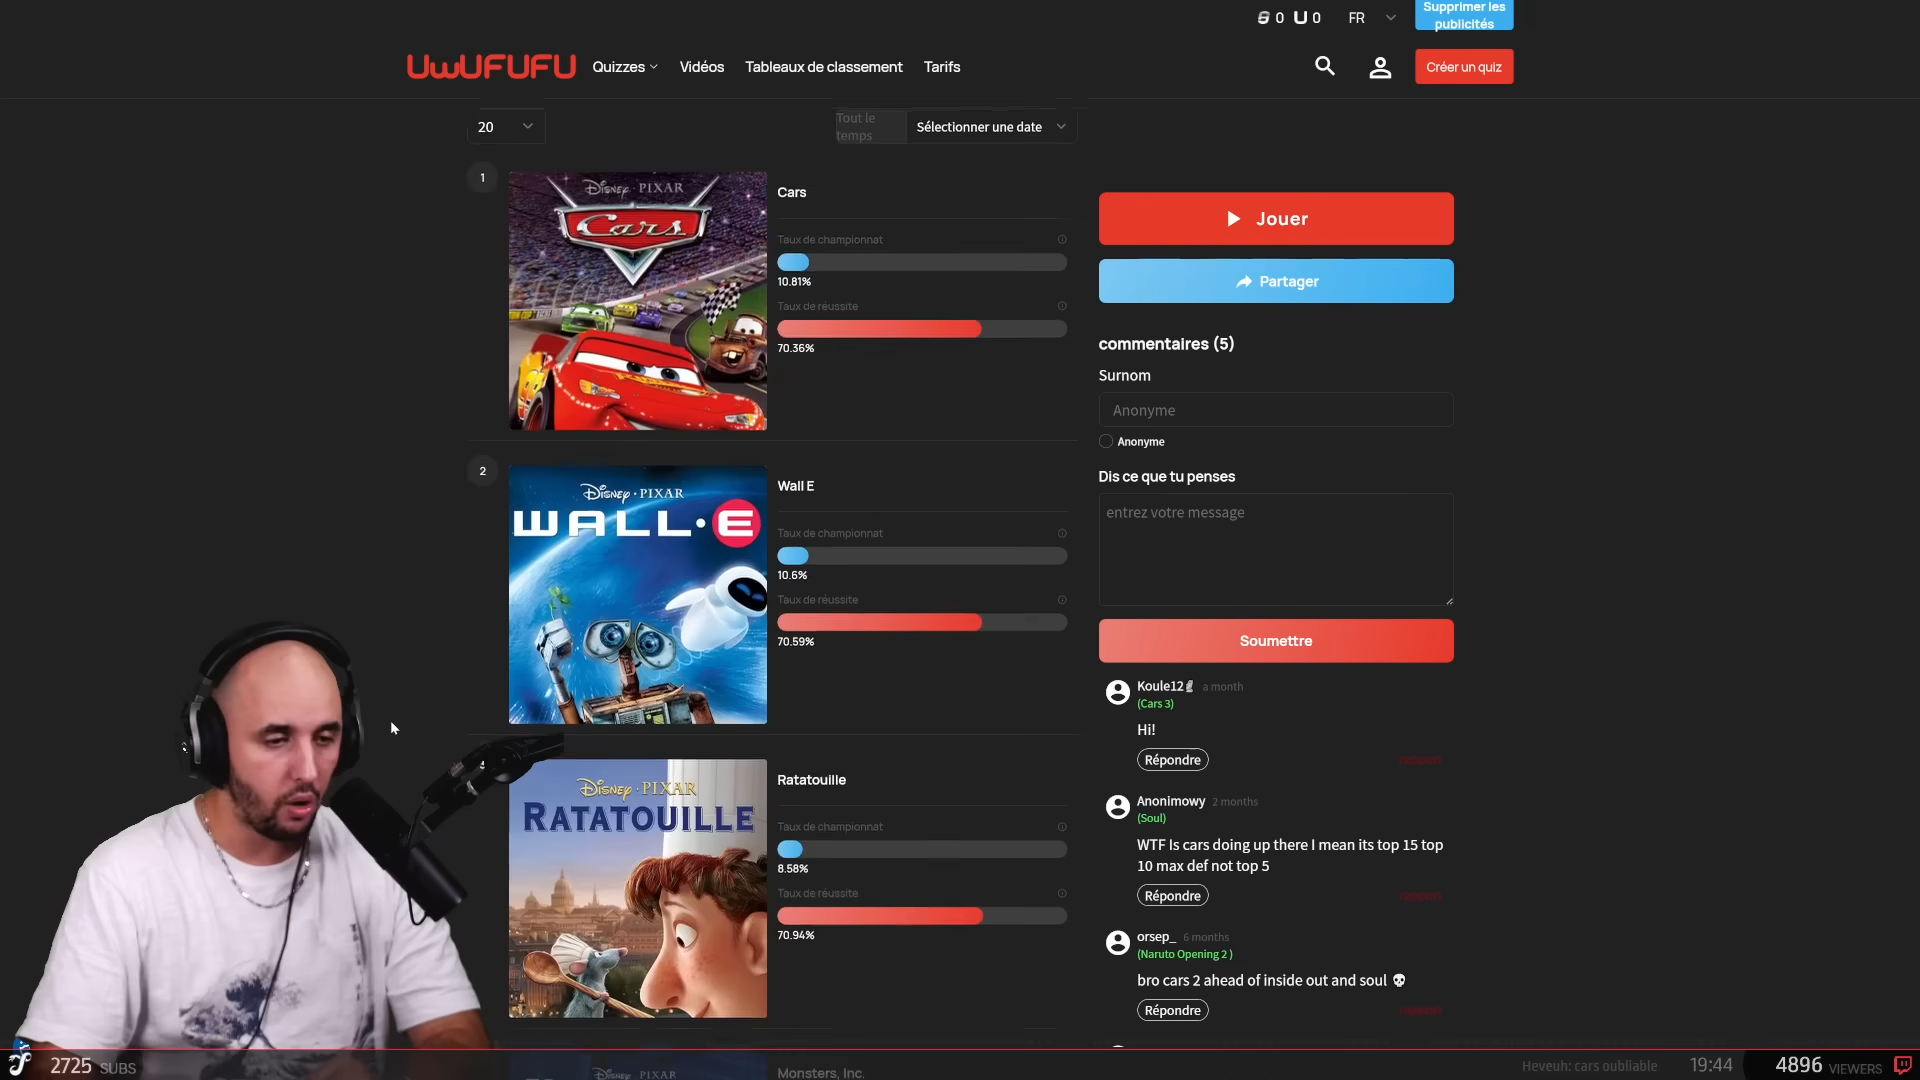 0 0 FR
Supprimer les
publicités
UwUFUFU
Quizzes
Vidéos
Tableaux de classement
Tarifs
Créer un quiz
20
Tout le
temps
Sélectionner une date
1
DISNEY · PIXAR
Cars
Cars
Taux de championnat
10.81%
Taux de réussite
70.36%
2
DISNEY · PIXAR
WALL·E
Wall E
Taux de championnat
10.6%
Taux de réussite
70.59%
DISNEY · PIXAR
RATATOUILLE
Ratatouille
Taux de championnat
8.58%
Taux de réussite
70.94%
DISNEY · PIXAR
Monsters, Inc.
Jouer
Partager
commentaires (5)
Surnom
Anonyme
Anonyme
Dis ce que tu penses
entrez votre message
Soumettre
Koule12 a month
(Cars 3)
Hi!
Répondre
Anonimowy 2 months
(Soul)
WTF Is cars doing up there I mean its top 15 top
10 max def not top 5
Répondre
orsep_ 6 months
(Naruto Opening 2 )
bro cars 2 ahead of inside out and soul 💀
Répondre
2725 SUBS
Heveuh: cars oubliable
19:44
4896 VIEWERS